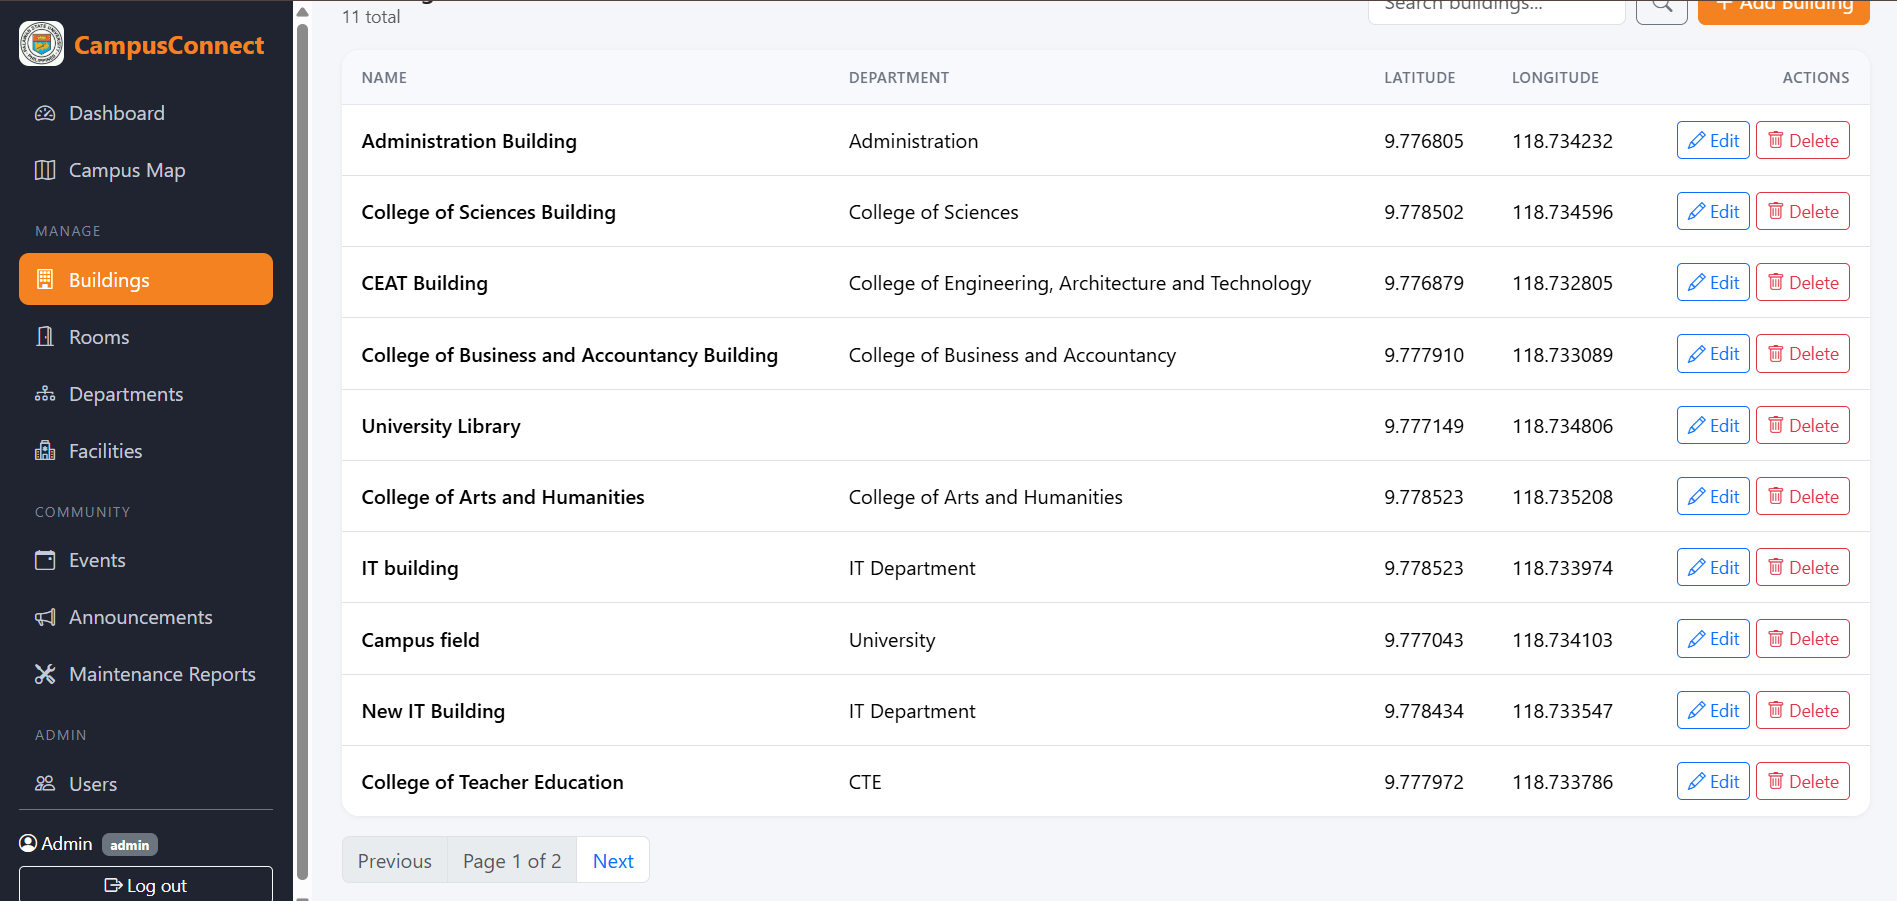 CampusConnect
Dashboard
Campus Map
MANAGE
Buildings
Rooms
Departments
Facilities
COMMUNITY
Events
Announcements
Maintenance Reports
ADMIN
Users
Admin admin
Log out
11 total
Search buildings...
+ Add Building
NAME DEPARTMENT LATITUDE LONGITUDE ACTIONS
Administration Building Administration 9.776805 118.734232 Edit Delete
College of Sciences Building College of Sciences 9.778502 118.734596 Edit Delete
CEAT Building College of Engineering, Architecture and Technology 9.776879 118.732805 Edit Delete
College of Business and Accountancy Building College of Business and Accountancy 9.777910 118.733089 Edit Delete
University Library 9.777149 118.734806 Edit Delete
College of Arts and Humanities College of Arts and Humanities 9.778523 118.735208 Edit Delete
IT building IT Department 9.778523 118.733974 Edit Delete
Campus field University 9.777043 118.734103 Edit Delete
New IT Building IT Department 9.778434 118.733547 Edit Delete
College of Teacher Education CTE 9.777972 118.733786 Edit Delete
Previous Page 1 of 2 Next